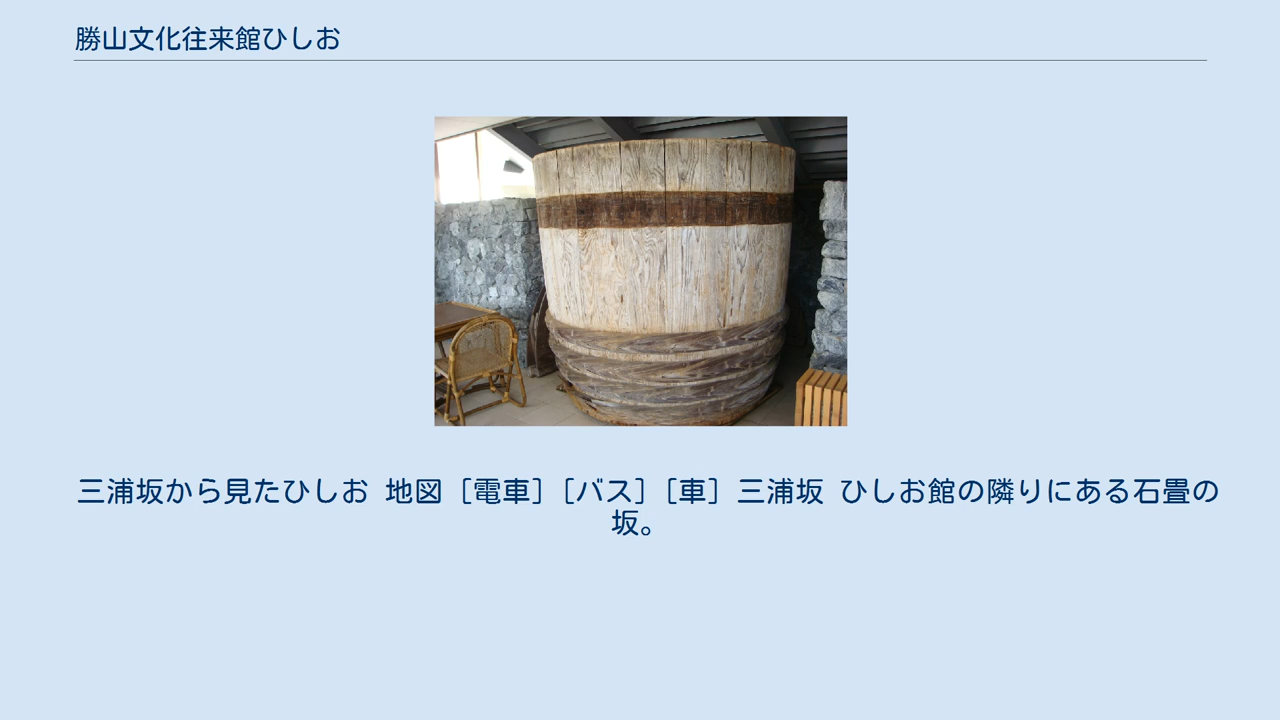 勝山文化往来館ひしお
三浦坂から見たひしお 地図［電車］［バス］［車］三浦坂 ひしお館の隣りにある石畳の
坂。